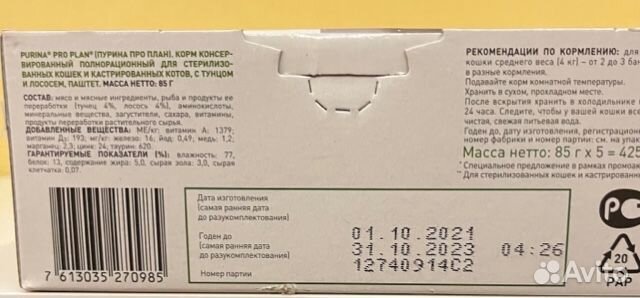 PURINA® PRO PLAN® (ПУРИНА ПРО ПЛАН). КОРМ КОНСЕР-
ВИРОВАННЫЙ ПОЛНОРАЦИОННЫЙ ДЛЯ СТЕРИЛИЗО-
ВАННЫХ КОШЕК И КАСТРИРОВАННЫХ КОТОВ, С ТУНЦОМ
И ЛОСОСЕМ, ПАШТЕТ. МАССА НЕТТО: 85 Г
СОСТАВ: мясо и мясные ингредиенты, рыба и продукты ее
переработки (тунец 4%, лосось 4%), аминокислоты,
минеральные вещества, загустители, сахара, витамины,
продукты переработки растительного сырья.
ДОБАВЛЕННЫЕ ВЕЩЕСТВА: МЕ/кг: витамин A: 1379;
витамин D3: 193; мг/кг: железо: 16; йод: 0,49; медь: 1,2;
марганец: 2,3; цинк: 24, таурин: 620.
ГАРАНТИРУЕМЫЕ ПОКАЗАТЕЛИ (%): влажность: 77,
белок: 13, содержание жира: 5,0, сырая зола: 3,0, сырая
клетчатка: 0,07.
7 613035 270985
Дата изготовления
(самая ранняя дата
до разукомплектования)
Годен до
(самая ранняя дата
до разукомплектования)
Номер партии
01.10.2021
31.10.2023 04:26
12740914C2
РЕКОМЕНДАЦИИ ПО КОРМЛЕНИЮ: для
кошки среднего веса (4 кг) – от 2 до 3 бан
в разные кормления.
Подавать корм комнатной температуры.
Хранить в сухом, прохладном месте.
После вскрытия хранить в холодильнике
24 часа. Следите, чтобы у вашей кошки все
чистая, свежая питьевая вода.
Годен до, дату изготовления, регистрацион
номер фабрики и номер партии: см. на упак
Масса нетто: 85 г х 5 = 425
* Специальное предложение в рамках промоак
** Для стерилизованных кошек и кастрированны
РС
20
PAP
Avito